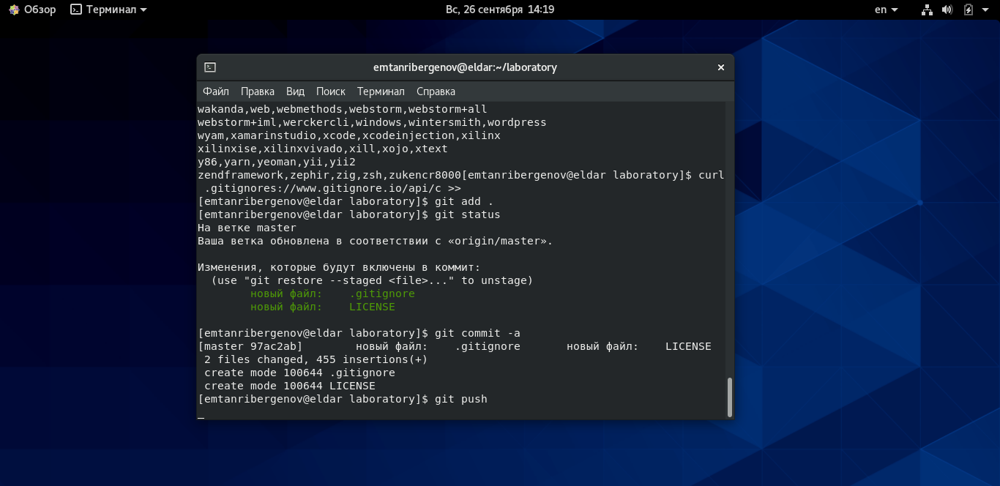 Обзор Терминал Вс, 26 сентября 14:19 en
emtanribergenov@eldar:~/laboratory
Файл Правка Вид Поиск Терминал Справка
wakanda,web,webmethods,webstorm,webstorm+all
webstorm+iml,werckercli,windows,wintersmith,wordpress
wyam,xamarinstudio,xcode,xcodeinjection,xilinx
xilinxise,xilinxvivado,xill,xojo,xtext
y86,yarn,yeoman,yii,yii2
zendframework,zephir,zig,zsh,zukencr8000[emtanribergenov@eldar laboratory]$ curl
 .gitignores://www.gitignore.io/api/c >>
[emtanribergenov@eldar laboratory]$ git add .
[emtanribergenov@eldar laboratory]$ git status
На ветке master
Ваша ветка обновлена в соответствии с «origin/master».
Изменения, которые будут включены в коммит:
  (use "git restore --staged <file>..." to unstage)
        новый файл:    .gitignore
        новый файл:    LICENSE
[emtanribergenov@eldar laboratory]$ git commit -a
[master 97ac2ab]        новый файл:    .gitignore       новый файл:    LICENSE
 2 files changed, 455 insertions(+)
 create mode 100644 .gitignore
 create mode 100644 LICENSE
[emtanribergenov@eldar laboratory]$ git push